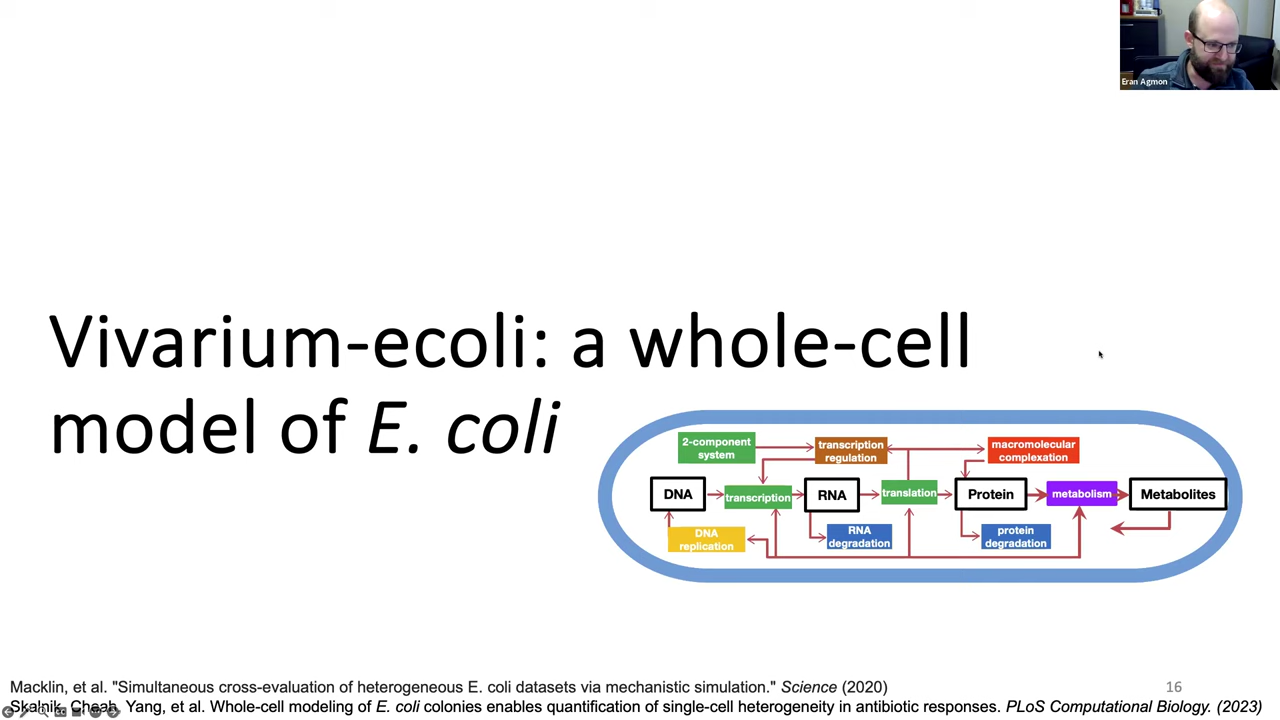 Eran Agmon
Vivarium-ecoli: a whole-cell
model of E. coli
2-component
system
transcription
regulation
macromolecular
complexation
DNA
transcription
RNA
translation
Protein
metabolism
Metabolites
DNA
replication
RNA
degradation
protein
degradation
Macklin, et al. "Simultaneous cross-evaluation of heterogeneous E. coli datasets via mechanistic simulation." Science (2020)
16
Skalnik, Cheah, Yang, et al. Whole-cell modeling of E. coli colonies enables quantification of single-cell heterogeneity in antibiotic responses. PLoS Computational Biology. (2023)